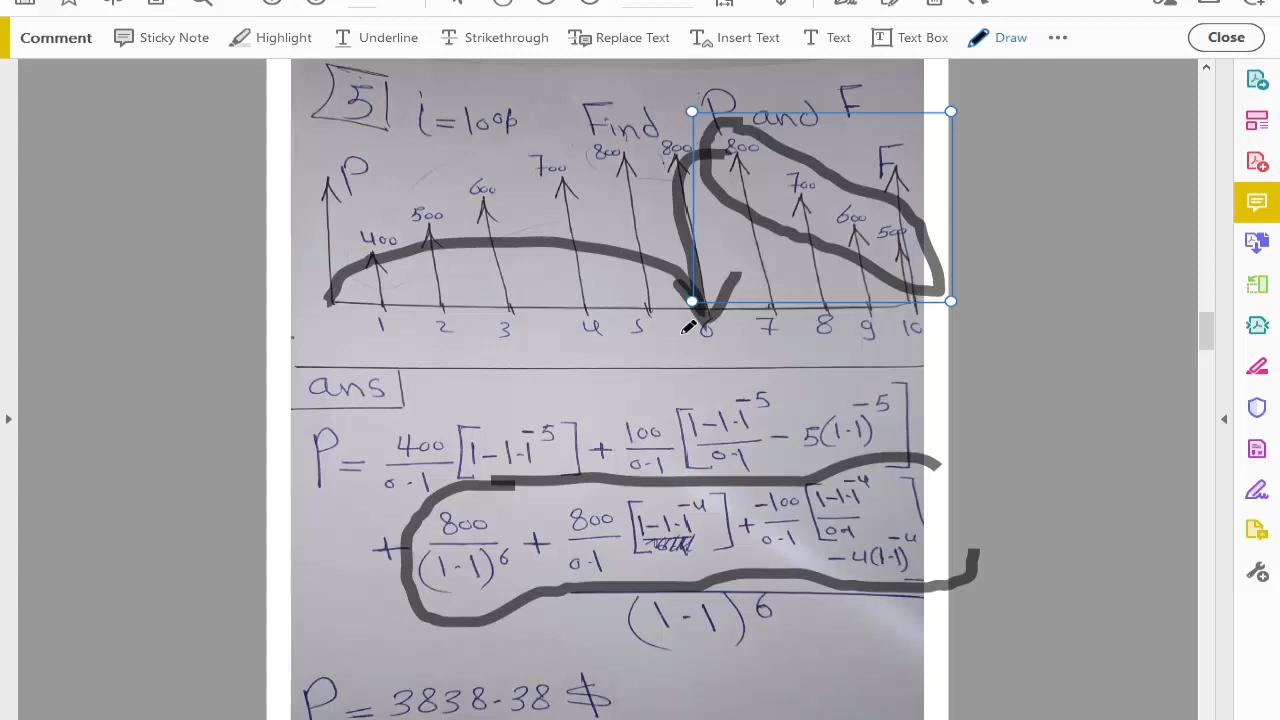 Comment Sticky Note Highlight Underline Strikethrough Replace Text Insert Text Text Text Box Draw Close
5 i = 100% Find P and F
P 400 500 600 700 800 800 800 700 600 500 F
1 2 3 4 5 6 7 8 9 10
ans
P = 400/0.1 [1-1.1^-5] + 100/0.1 [1-1.1^-5/0.1 - 5(1.1)^-5]
+ 800/(1.1)^6 + 800/0.1 [1-1.1^-4] + -100/0.1 [1-1.1^-4/0.1 - 4(1.1)^-4]
(1.1)^6
P = 3838.38 $